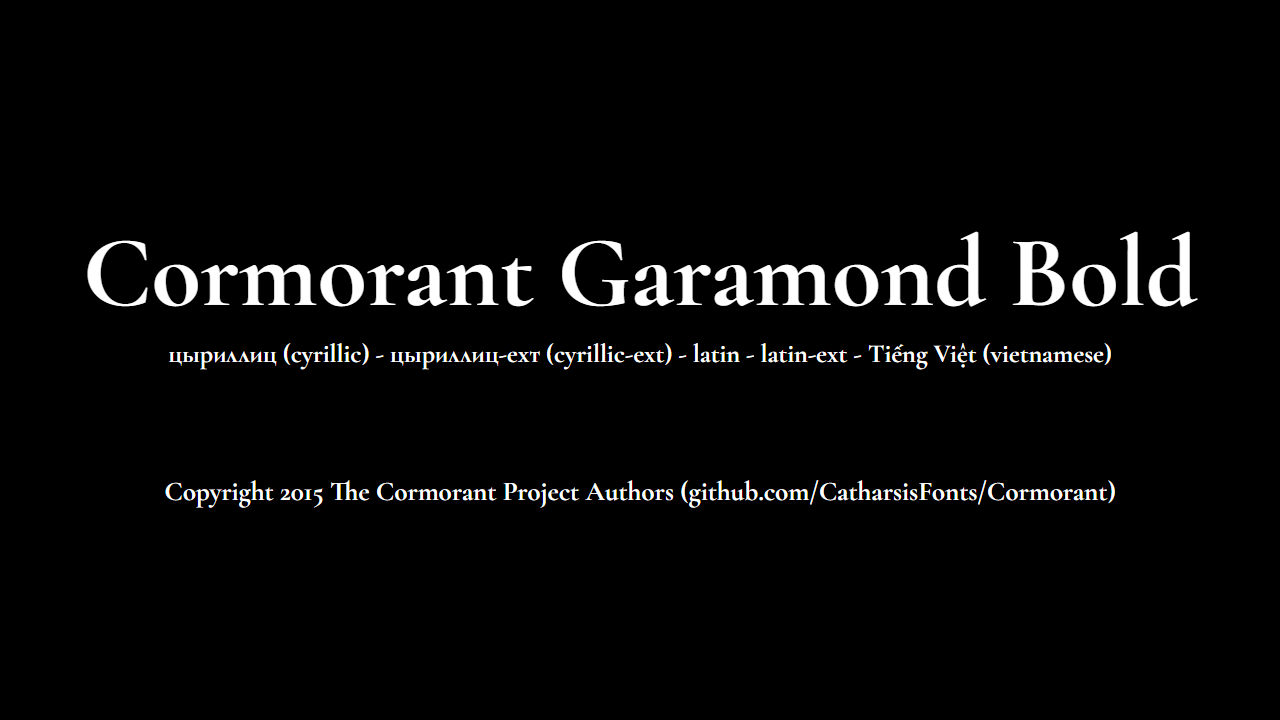 Cormorant Garamond Bold
цыриллиц (cyrillic) - цыриллиц-ехт (cyrillic-ext) - latin - latin-ext - Tiếng Việt (vietnamese)
Copyright 2015 The Cormorant Project Authors (github.com/CatharsisFonts/Cormorant)